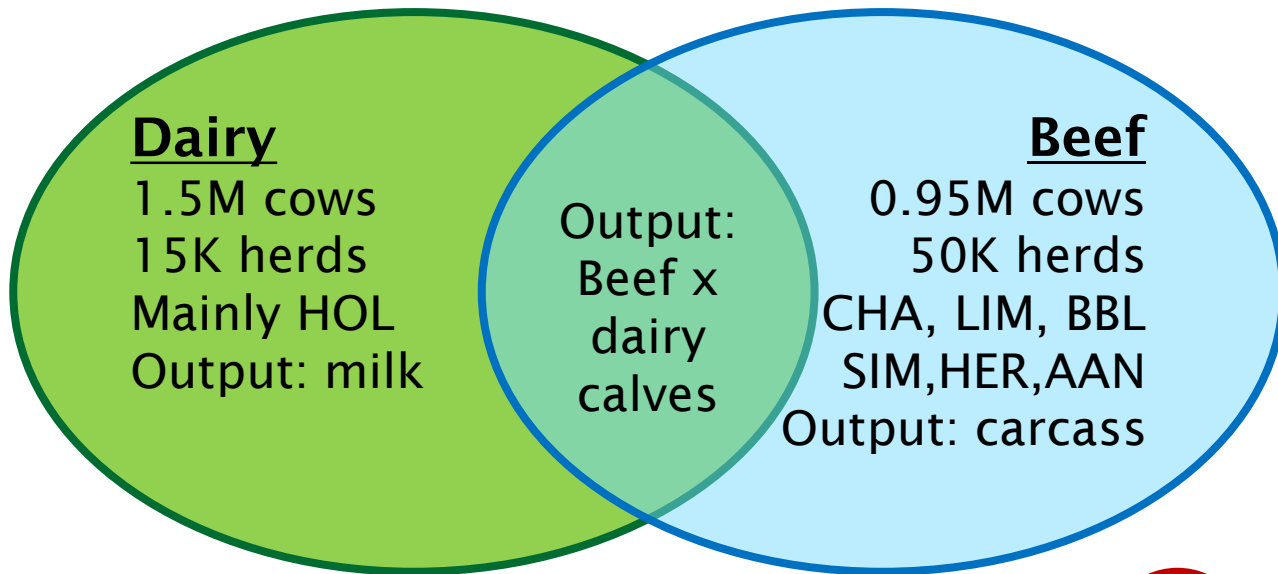 Dairy
1.5M cows
15K herds
Mainly HOL
Output: milk
Output:
Beef x
dairy
calves
Beef
0.95M cows
50K herds
CHA, LIM, BBL
SIM,HER,AAN
Output: carcass